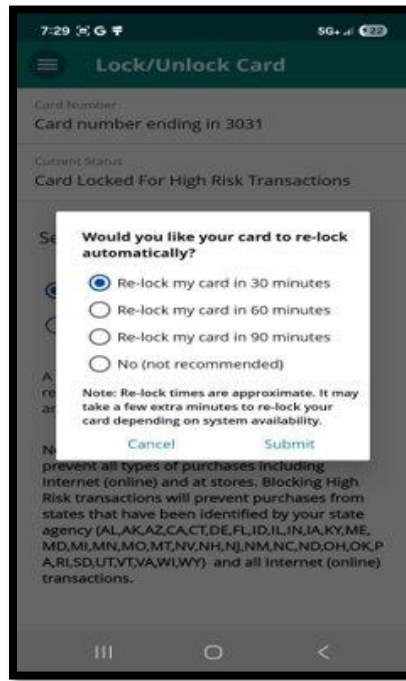 7:29 G 5G+ 22
Lock/Unlock Card
Card Number
Card number ending in 3031
Current Status
Card Locked For High Risk Transactions
Se
Would you like your card to re-lock
automatically?
Re-lock my card in 30 minutes
Re-lock my card in 60 minutes
Re-lock my card in 90 minutes
No (not recommended)
Note: Re-lock times are approximate. It may
take a few extra minutes to re-lock your
card depending on system availability.
Cancel Submit
A
re
ar
No
prevent all types of purchases including
Internet (online) and at stores. Blocking High
Risk transactions will prevent purchases from
states that have been identified by your state
agency (AL,AK,AZ,CA,CT,DE,FL,ID,IL,IN,IA,KY,ME,
MD,MI,MN,MO,MT,NV,NH,NJ,NM,NC,ND,OH,OK,P
A,RI,SD,UT,VT,VA,WI,WY) and all Internet (online)
transactions.